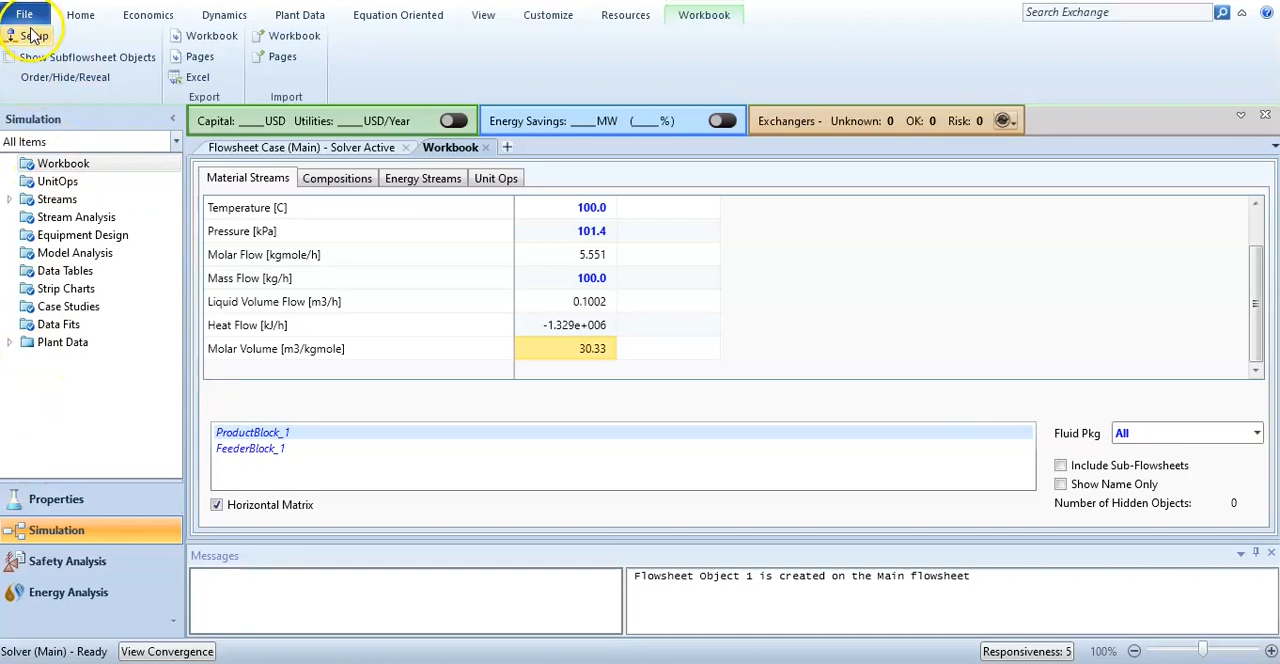 File Home Economics Dynamics Plant Data Equation Oriented View Customize Resources Workbook Search Exchange
Setup Workbook Workbook
Show Subflowsheet Objects Pages Pages
Order/Hide/Reveal Excel
Export Import
Simulation
Capital: ____USD Utilities: ____USD/Year Energy Savings: ____MW (____%) Exchangers - Unknown: 0 OK: 0 Risk: 0
All Items
Flowsheet Case (Main) - Solver Active Workbook
Workbook
UnitOps
Streams
Stream Analysis
Equipment Design
Model Analysis
Data Tables
Strip Charts
Case Studies
Data Fits
Plant Data
Material Streams Compositions Energy Streams Unit Ops
Temperature [C] 100.0
Pressure [kPa] 101.4
Molar Flow [kgmole/h] 5.551
Mass Flow [kg/h] 100.0
Liquid Volume Flow [m3/h] 0.1002
Heat Flow [kJ/h] -1.329e+006
Molar Volume [m3/kgmole] 30.33
ProductBlock_1
FeederBlock_1
Fluid Pkg All
Include Sub-Flowsheets
Show Name Only
Number of Hidden Objects: 0
Horizontal Matrix
Properties
Simulation
Safety Analysis
Energy Analysis
Messages
Flowsheet Object 1 is created on the Main flowsheet
Solver (Main) - Ready View Convergence Responsiveness: 5 100%